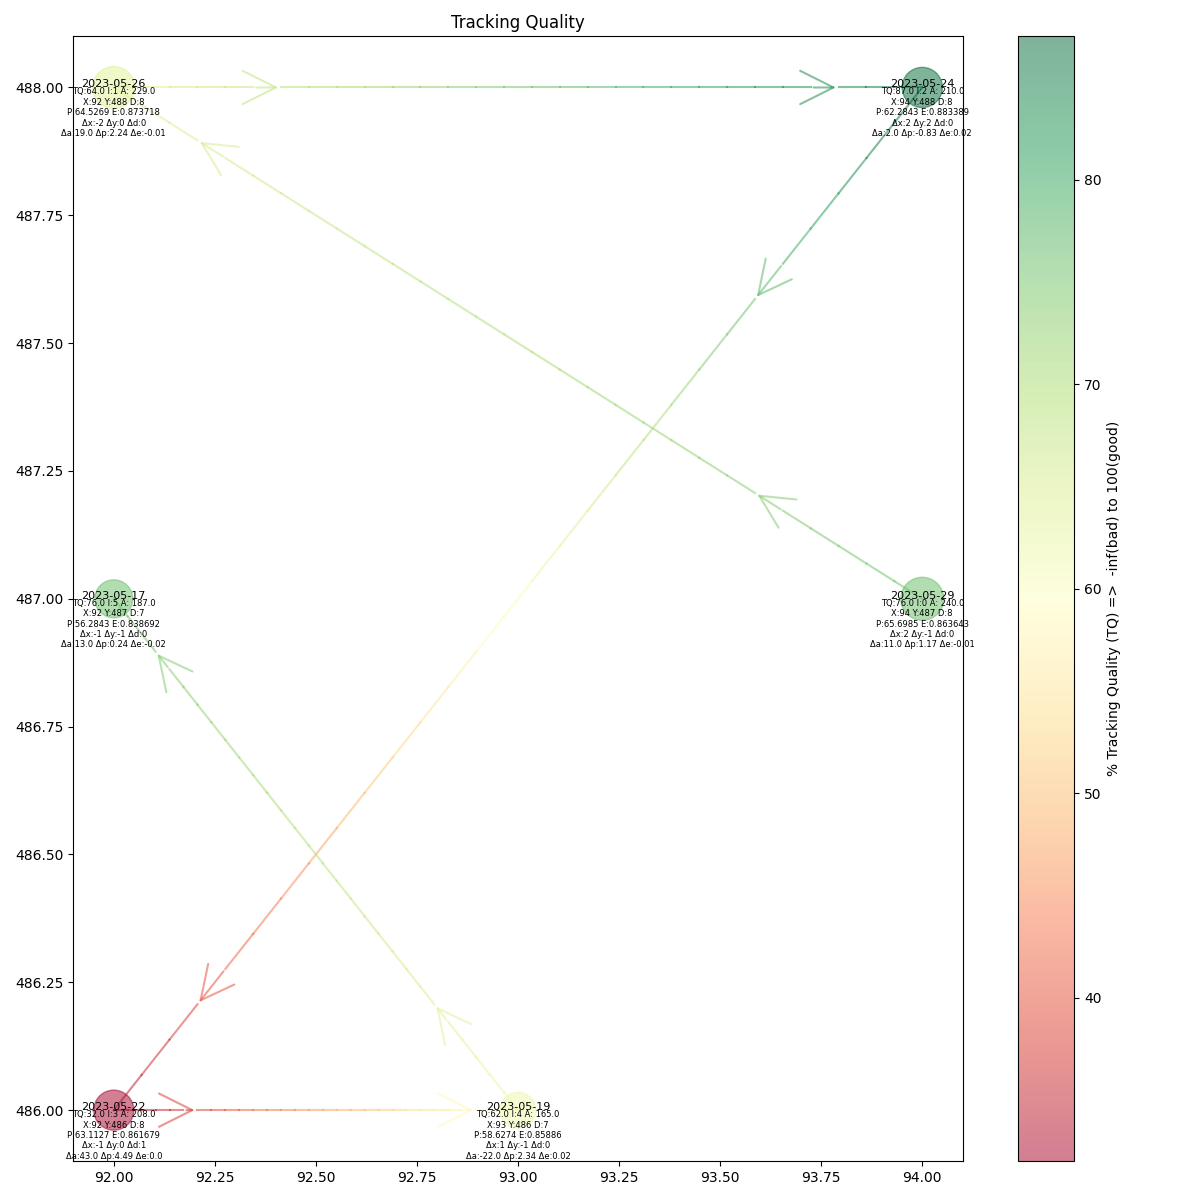 Tracking Quality
488.00
487.75
487.50
487.25
487.00
486.75
486.50
486.25
486.00
2023-05-26
TQ:64.0 I:1 A: 229.0
X:92 Y:488 D:8
P:64.5269 E:0.873718
Δx:-2 Δy:0 Δd:0
Δa:19.0 Δp:2.24 Δe:-0.01
2023-05-24
TQ:87.0 I:2 A: 210.0
X:94 Y:488 D:8
P:62.2843 E:0.883389
Δx:2 Δy:2 Δd:0
Δa:2.0 Δp:-0.83 Δe:0.02
2023-05-17
TQ:76.0 I:5 A: 187.0
X:92 Y:487 D:7
P:56.2843 E:0.838692
Δx:-1 Δy:-1 Δd:0
Δa:13.0 Δp:0.24 Δe:-0.02
2023-05-29
TQ:76.0 I:0 A: 240.0
X:94 Y:487 D:8
P:65.6985 E:0.863643
Δx:2 Δy:-1 Δd:0
Δa:11.0 Δp:1.17 Δe:-0.01
2023-05-22
TQ:32.0 I:3 A: 208.0
X:92 Y:486 D:8
P:63.1127 E:0.861679
Δx:-1 Δy:0 Δd:1
Δa:43.0 Δp:4.49 Δe:0.0
2023-05-19
TQ:62.0 I:4 A: 165.0
X:93 Y:486 D:7
P:58.6274 E:0.85886
Δx:1 Δy:-1 Δd:0
Δa:-22.0 Δp:2.34 Δe:0.02
92.00 92.25 92.50 92.75 93.00 93.25 93.50 93.75 94.00
80
70
60
50
40
% Tracking Quality (TQ) => -inf(bad) to 100(good)